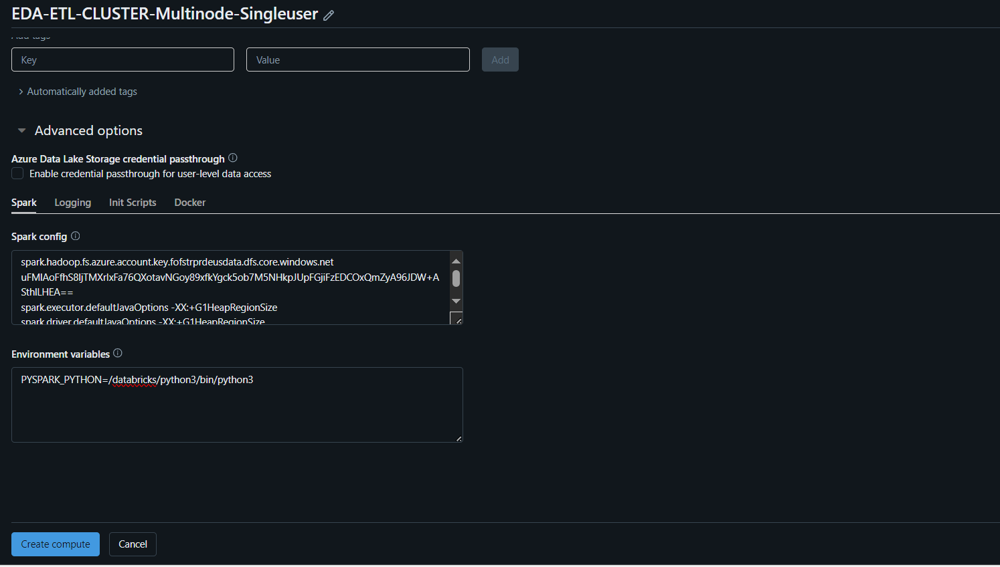 EDA-ETL-CLUSTER-Multinode-Singleuser
Add tags
Key
Value
Add
Automatically added tags
Advanced options
Azure Data Lake Storage credential passthrough
Enable credential passthrough for user-level data access
Spark Logging Init Scripts Docker
Spark config
spark.hadoop.fs.azure.account.key.fofstrprdeusdata.dfs.core.windows.net
spark.executor.defaultJavaOptions -XX:+G1HeapRegionSize
spark.driver.defaultJavaOptions -XX:+G1HeapRegionSize
Environment variables
PYSPARK_PYTHON=/databricks/python3/bin/python3
Create compute
Cancel